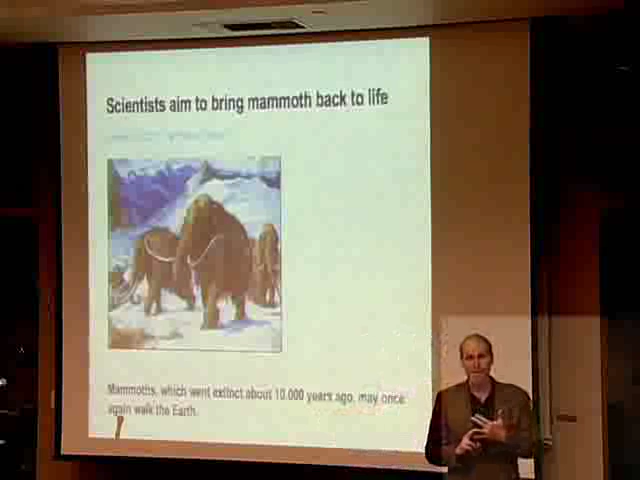 Scientists aim to bring mammoth back to life
Mammoths, which went extinct about 10,000 years ago, may once
again walk the Earth.